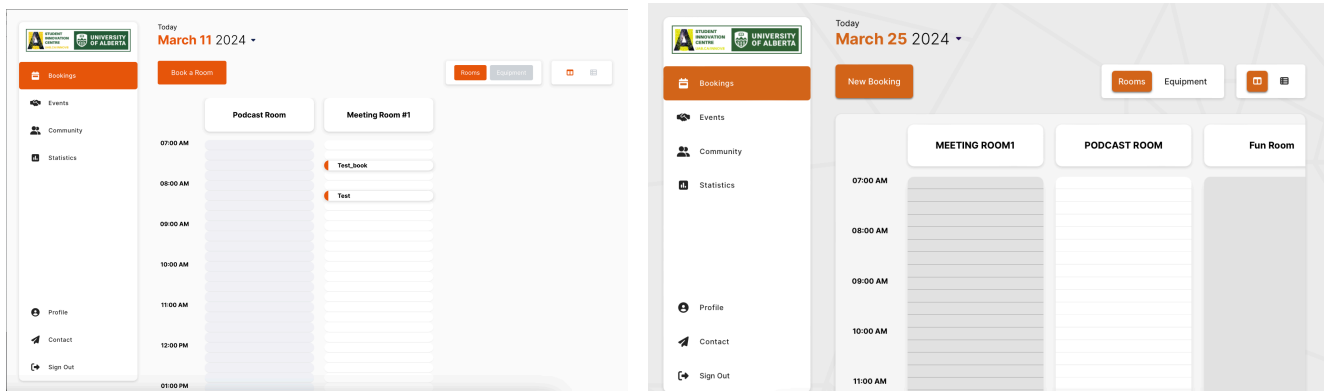 STUDENT
INNOVATION
CENTRE
UNIVERSITY
OF ALBERTA
Bookings
Events
Community
Statistics
Profile
Contact
Sign Out
Today
March 11 2024
Book a Room
Rooms Equipment
Podcast Room Meeting Room #1
07:00 AM
Test_book
08:00 AM
Test
09:00 AM
10:00 AM
11:00 AM
12:00 PM
01:00 PM
STUDENT
INNOVATION
CENTRE
UNIVERSITY
OF ALBERTA
Bookings
Events
Community
Statistics
Profile
Contact
Sign Out
Today
March 25 2024
New Booking
Rooms Equipment
MEETING ROOM1 PODCAST ROOM Fun Room
07:00 AM
08:00 AM
09:00 AM
10:00 AM
11:00 AM